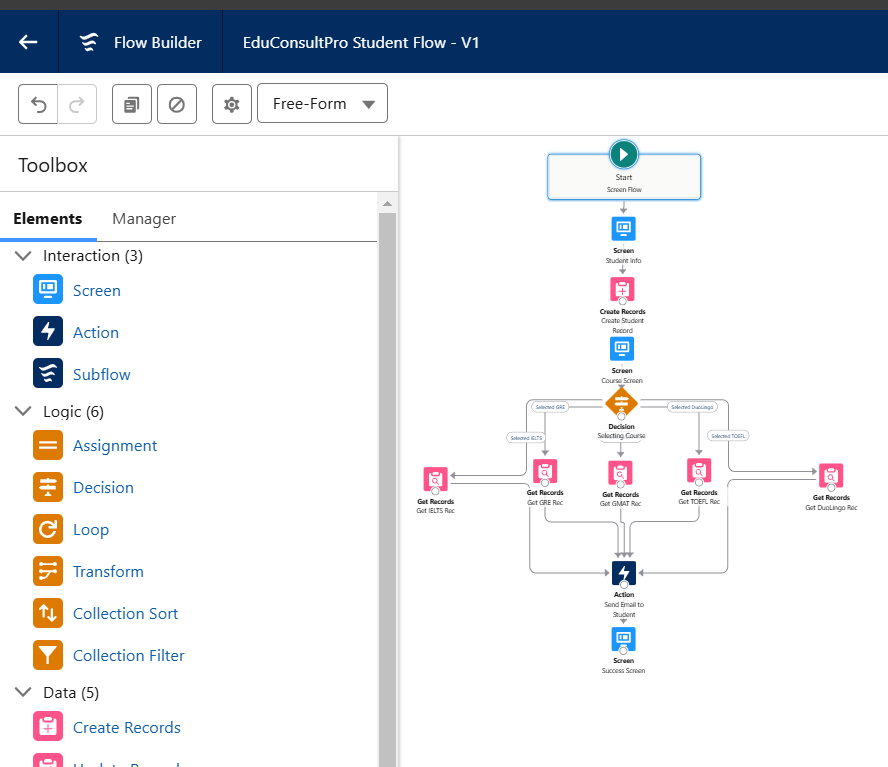 Flow Builder
EduConsultPro Student Flow - V1
Free-Form
Toolbox
Elements
Manager
Interaction (3)
Screen
Action
Subflow
Logic (6)
Assignment
Decision
Loop
Transform
Collection Sort
Collection Filter
Data (5)
Create Records
Start
Screen Flow
Screen
Student Info
Create Records
Create Student
Record
Screen
Course Screen
Selected GRE
Selected DuoLingo
Decision
Selecting Course
Selected IELTS
Selected TOEFL
Get Records
Get IELTS Rec
Get Records
Get GRE Rec
Get Records
Get GMAT Rec
Get Records
Get TOEFL Rec
Get Records
Get DuoLingo Rec
Action
Send Email to
Student
Screen
Success Screen